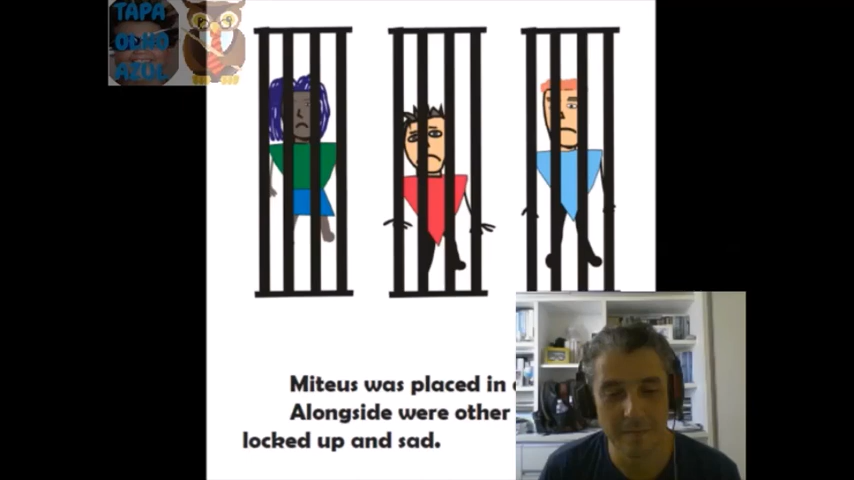 TAPA
OLHO
AZUL
Miteus was placed in
Alongside were other
locked up and sad.